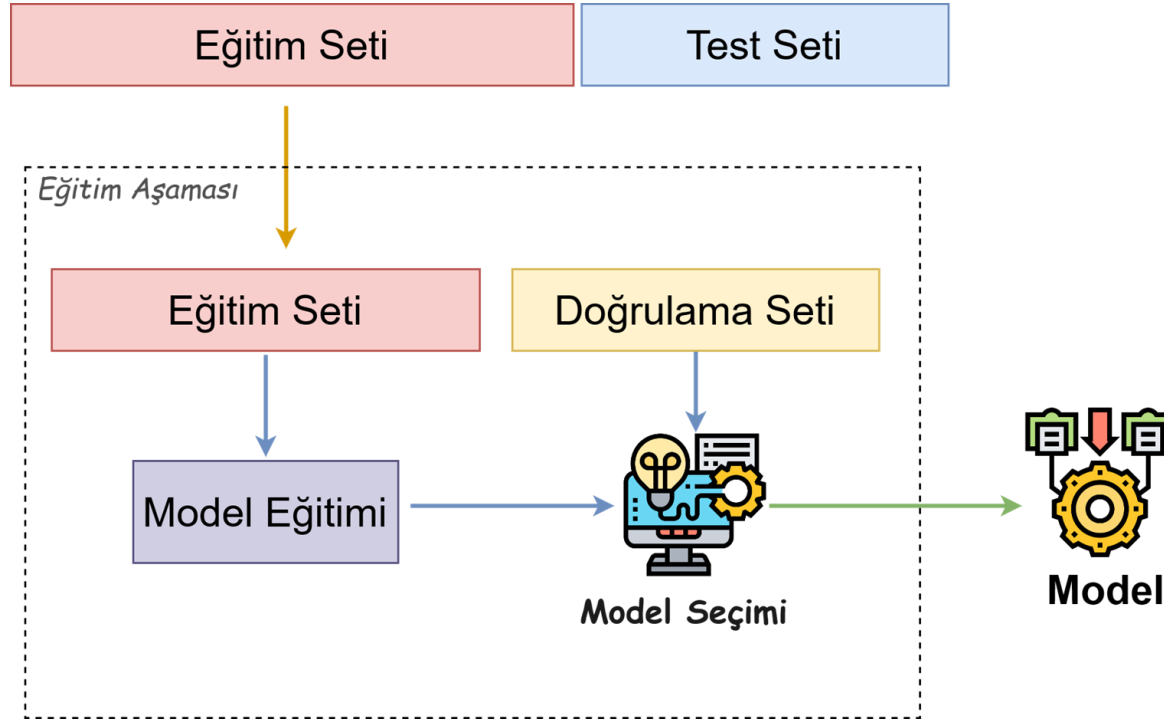 Eğitim Seti
Test Seti
Eğitim Aşaması
Eğitim Seti
Doğrulama Seti
Model Eğitimi
Model Seçimi
Model